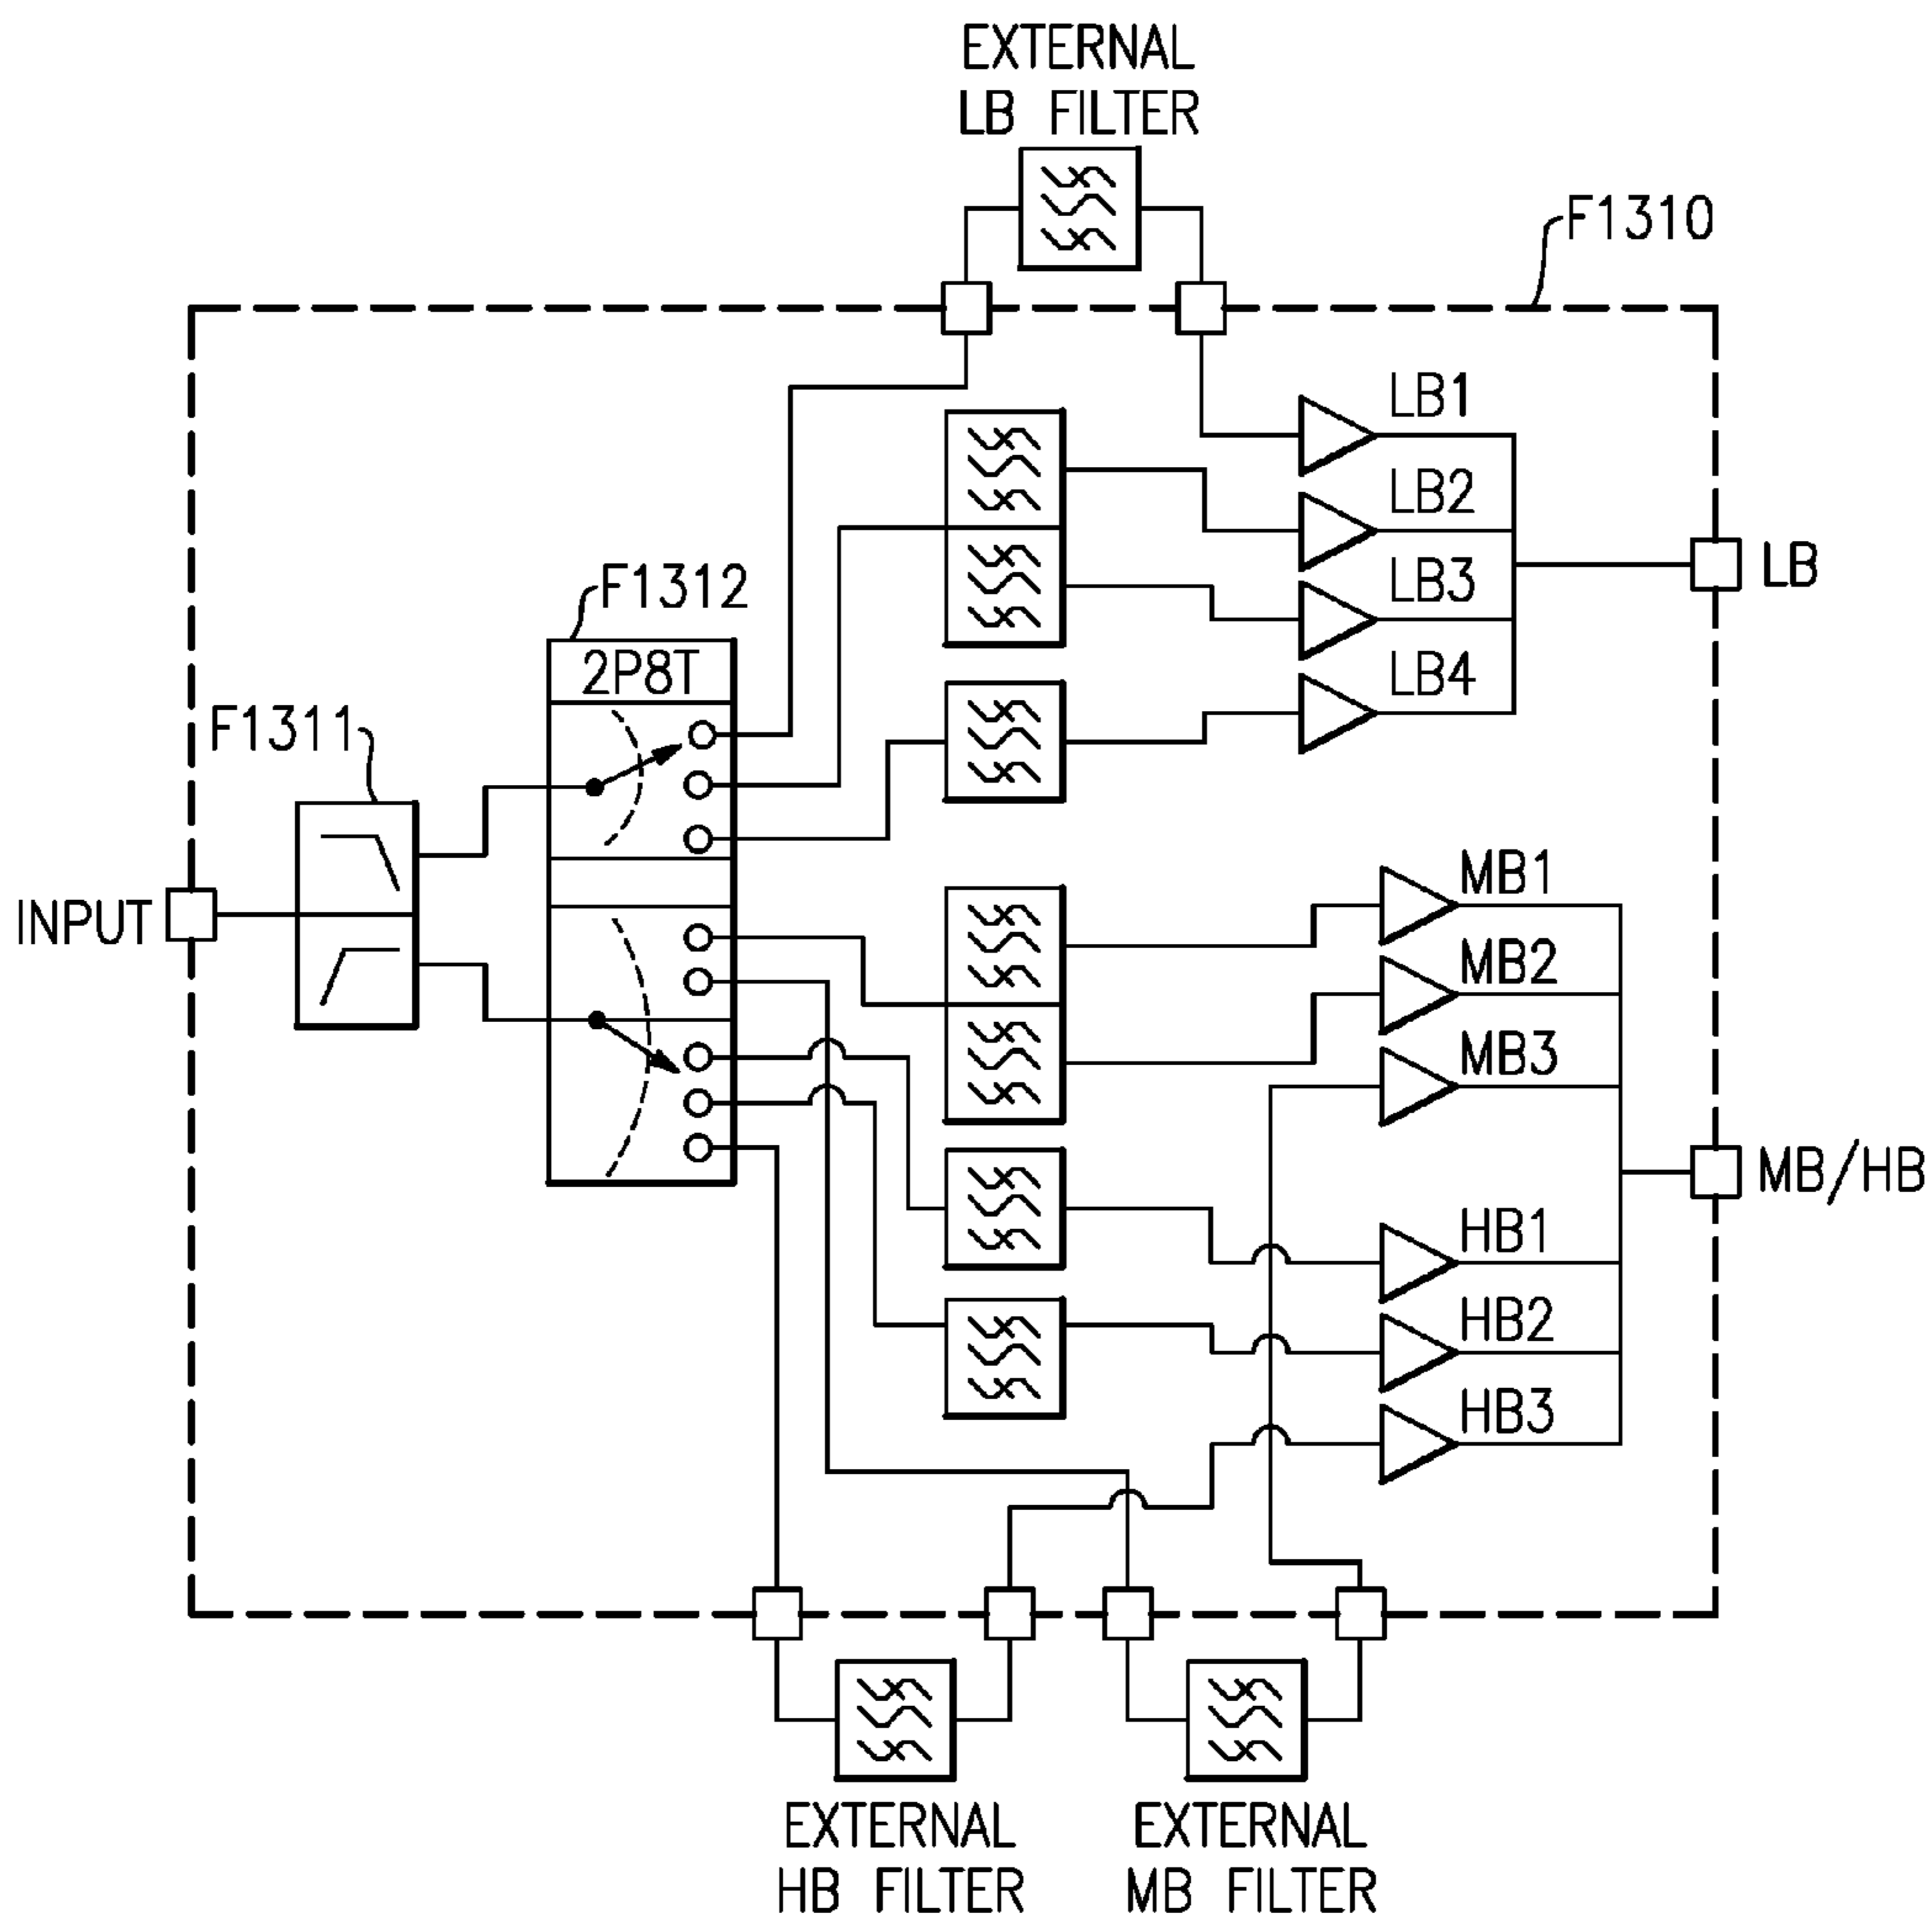 EXTERNAL
LB FILTER
F1310
LB1
LB2
LB3
LB4
LB
F1312
2P8T
F1311
INPUT
MB1
MB2
MB3
MB/HB
HB1
HB2
HB3
EXTERNAL
HB FILTER
EXTERNAL
MB FILTER